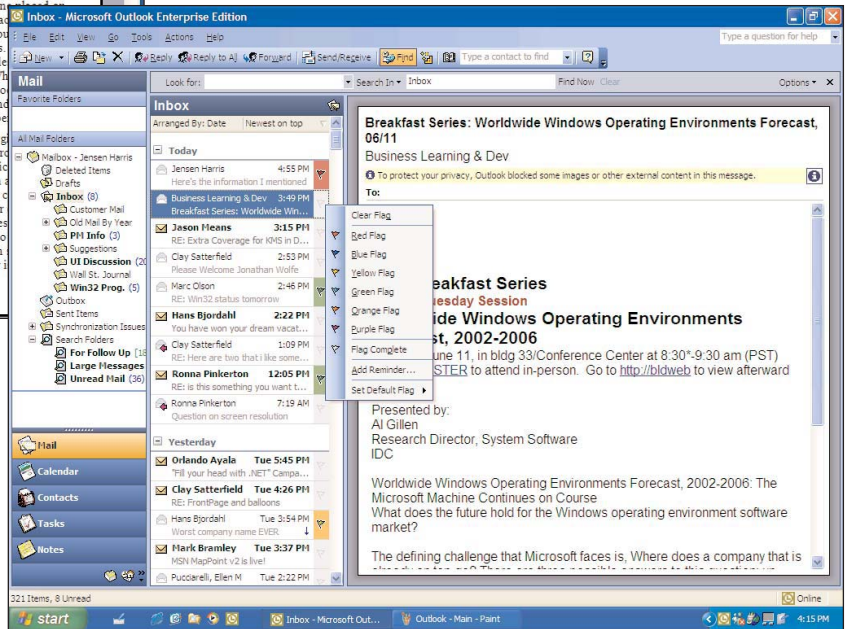 Inbox - Microsoft Outlook Enterprise Edition
File Edit View Go Tools Actions Help
Type a question for help
New Reply Reply to All Forward Send/Receive Find Type a contact to find
Mail
Look for: Search In Inbox Find Now Clear Options
Favorite Folders
All Mail Folders
Mailbox - Jensen Harris
Deleted Items
Drafts
Inbox (8)
Customer Mail
Old Mail By Year
PM Info (3)
Suggestions
UI Discussion (20
Wall St. Journal
Win32 Prog. (5)
Outbox
Sent Items
Synchronization Issues
Search Folders
For Follow Up [18
Large Messages
Unread Mail (36)
Mail
Calendar
Contacts
Tasks
Notes
Inbox
Arranged By: Date Newest on top
Today
Jensen Harris 4:55 PM
Here's the information I mentioned
Business Learning & Dev 3:49 PM
Breakfast Series: Worldwide Win...
Jason Means 3:15 PM
RE: Extra Coverage for KMS in D...
Clay Satterfield 2:53 PM
Please Welcome Jonathan Wolfe
Marc Olson 2:46 PM
RE: Win32 status tomorrow
Hans Bjordahl 2:22 PM
You have won your dream vacat...
Clay Satterfield 1:09 PM
RE: Here are two that i like some...
Ronna Pinkerton 12:05 PM
RE: is this something you want t...
Ronna Pinkerton 7:19 AM
Question on screen resolution
Yesterday
Orlando Ayala Tue 5:45 PM
"Fill your head with .NET" Campa...
Clay Satterfield Tue 4:26 PM
RE: FrontPage and balloons
Hans Bjordahl Tue 3:54 PM
Worst company name EVER
Mark Bramley Tue 3:37 PM
MSN MapPoint v2 is live!
Pucciarelli, Ellen M Tue 2:22 PM
Clear Flag
Red Flag
Blue Flag
Yellow Flag
Green Flag
Orange Flag
Purple Flag
Flag Complete
Add Reminder...
Set Default Flag
Breakfast Series: Worldwide Windows Operating Environments Forecast,
06/11
Business Learning & Dev
To protect your privacy, Outlook blocked some images or other external content in this message.
To:
eakfast Series
uesday Session
ide Windows Operating Environments
st, 2002-2006
une 11, in bldg 33/Conference Center at 8:30*-9:30 am (PST)
STER to attend in-person. Go to http://bldweb to view afterward
Presented by:
Al Gillen
Research Director, System Software
IDC
Worldwide Windows Operating Environments Forecast, 2002-2006: The
Microsoft Machine Continues on Course
What does the future hold for the Windows operating environment software
market?
The defining challenge that Microsoft faces is, Where does a company that is
321 Items, 8 Unread
Online
start
Inbox - Microsoft Out...
Outlook - Main - Paint
4:15 PM